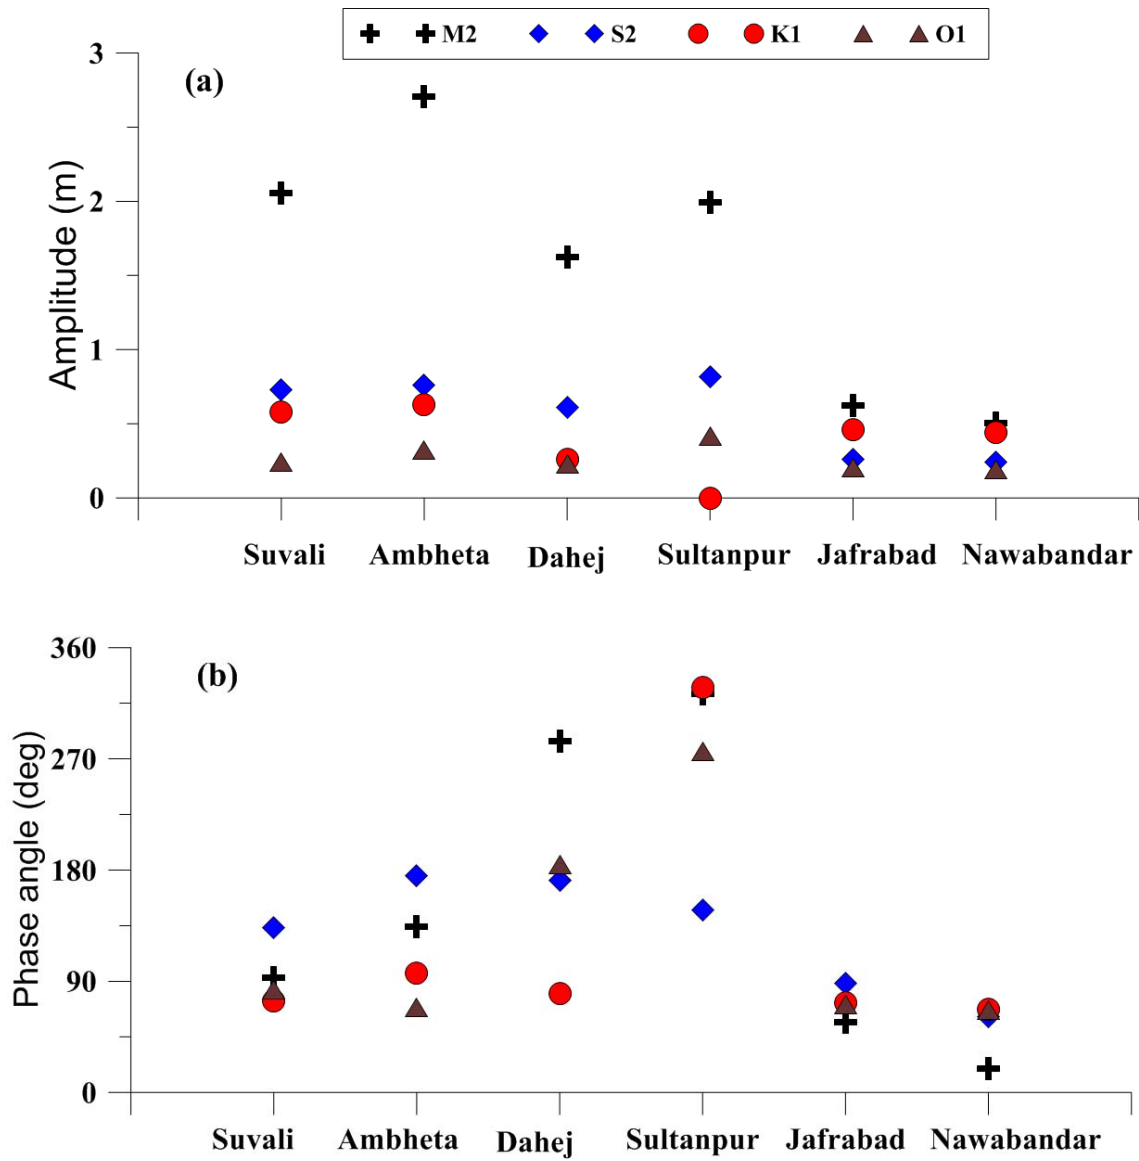 M2 S2 K1 O1
(a)
Amplitude (m)
3
2
1
0
Suvali Ambheta Dahej Sultanpur Jafrabad Nawabandar
(b)
Phase angle (deg)
360
270
180
90
0
Suvali Ambheta Dahej Sultanpur Jafrabad Nawabandar